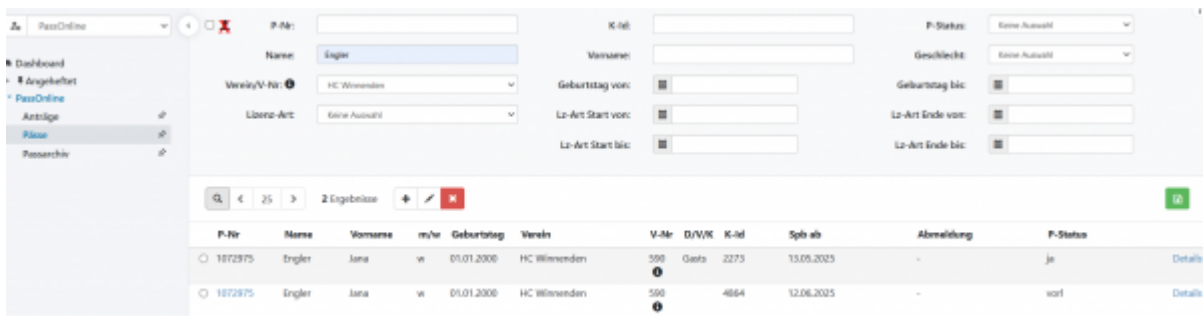 PassOnline
P-Nr:
K-Id:
P-Status: Keine Auswahl
Name: Engler
Vorname:
Geschlecht: Keine Auswahl
Dashboard
Angeheftet
Verein/V-Nr: HC Winnenden
Geburtstag von:
Geburtstag bis:
PassOnline
Anträge
Lizenz-Art: Keine Auswahl
Lz-Art Start von:
Lz-Art Ende von:
Pässe
Passarchiv
Lz-Art Start bis:
Lz-Art Ende bis:
25
2 Ergebnisse
P-Nr Name Vorname m/w Geburtstag Verein V-Nr D/V/K K-Id Spb ab Abmeldung P-Status
1072975 Engler Jana w 01.01.2000 HC Winnenden 590 Gasts 2273 13.05.2025 - ja Details
1072975 Engler Jana w 01.01.2000 HC Winnenden 590 4864 12.06.2025 - vorl Details